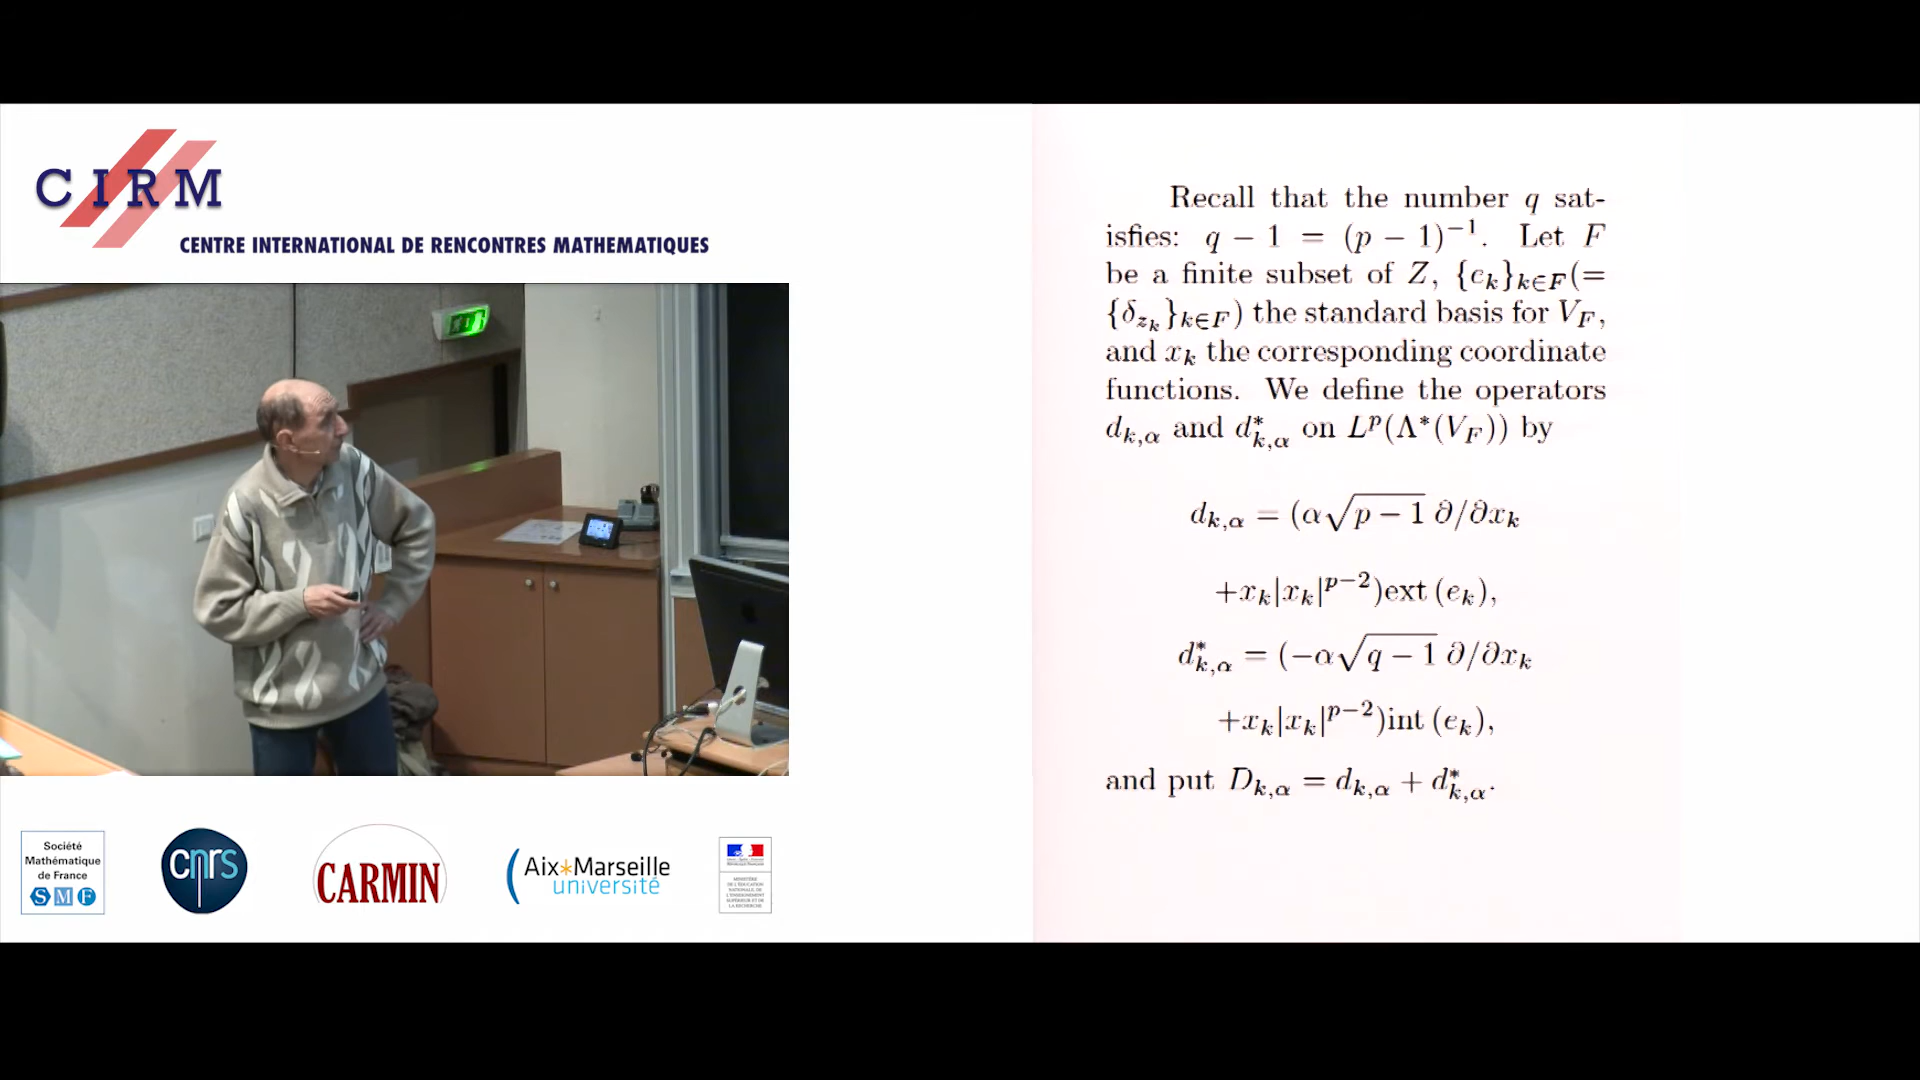 CIRM
CENTRE INTERNATIONAL DE RENCONTRES MATHEMATIQUES
Recall that the number q sat-
isfies: q − 1 = (p − 1)⁻¹. Let F
be a finite subset of Z, {e_k}_{k∈F}(=
{δ_{z_k}}_{k∈F}) the standard basis for V_F,
and x_k the corresponding coordinate
functions. We define the operators
d_{k,α} and d*_{k,α} on L^p(Λ*(V_F)) by
d_{k,α} = (α√(p − 1) ∂/∂x_k
+x_k|x_k|^{p−2})ext (e_k),
d*_{k,α} = (−α√(q − 1) ∂/∂x_k
+x_k|x_k|^{p−2})int (e_k),
and put D_{k,α} = d_{k,α} + d*_{k,α}.
Société
Mathématique
de France
SMF
cnrs
CARMIN
Aix*Marseille
université